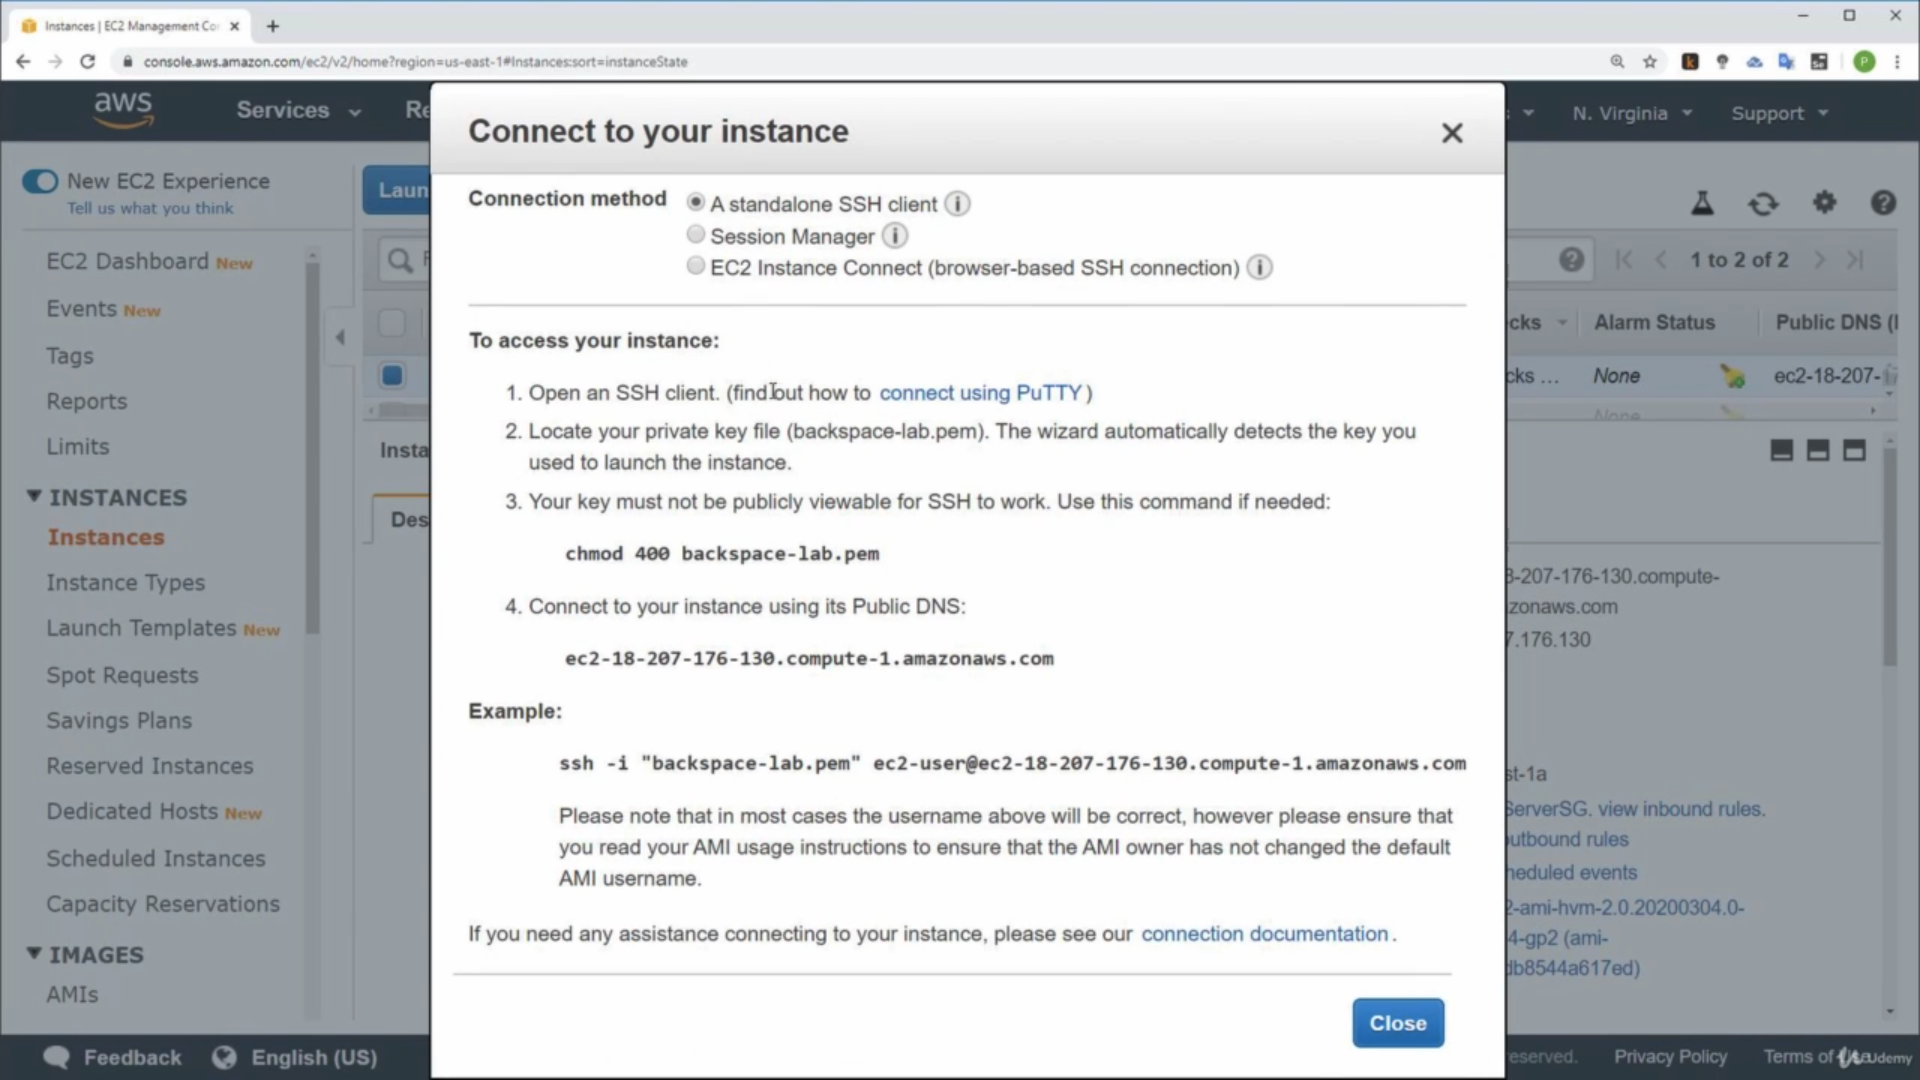 Instances | EC2 Management Co
console.aws.amazon.com/ec2/v2/home?region=us-east-1#Instances:sort=instanceState
P
aws
Services
N. Virginia
Support
Connect to your instance
New EC2 Experience
Tell us what you think
Connection method
A standalone SSH client
Session Manager
EC2 Instance Connect (browser-based SSH connection)
EC2 Dashboard New
Events New
Tags
Reports
Limits
INSTANCES
Instances
Instance Types
Launch Templates New
Spot Requests
Savings Plans
Reserved Instances
Dedicated Hosts New
Scheduled Instances
Capacity Reservations
IMAGES
AMIs
To access your instance:
1. Open an SSH client. (find out how to connect using PuTTY )
2. Locate your private key file (backspace-lab.pem). The wizard automatically detects the key you
used to launch the instance.
3. Your key must not be publicly viewable for SSH to work. Use this command if needed:
chmod 400 backspace-lab.pem
4. Connect to your instance using its Public DNS:
ec2-18-207-176-130.compute-1.amazonaws.com
Example:
ssh -i "backspace-lab.pem" ec2-user@ec2-18-207-176-130.compute-1.amazonaws.com
Please note that in most cases the username above will be correct, however please ensure that
you read your AMI usage instructions to ensure that the AMI owner has not changed the default
AMI username.
If you need any assistance connecting to your instance, please see our connection documentation .
Close
1 to 2 of 2
cks
Alarm Status
Public DNS (
cks ...
None
ec2-18-207-
None
Laun
Insta
Des
3-207-176-130.compute-
zonaws.com
7.176.130
st-1a
ServerSG. view inbound rules.
outbound rules
heduled events
2-ami-hvm-2.0.20200304.0-
4-gp2 (ami-
db8544a617ed)
Feedback
English (US)
eserved.
Privacy Policy
Terms of
Udemy